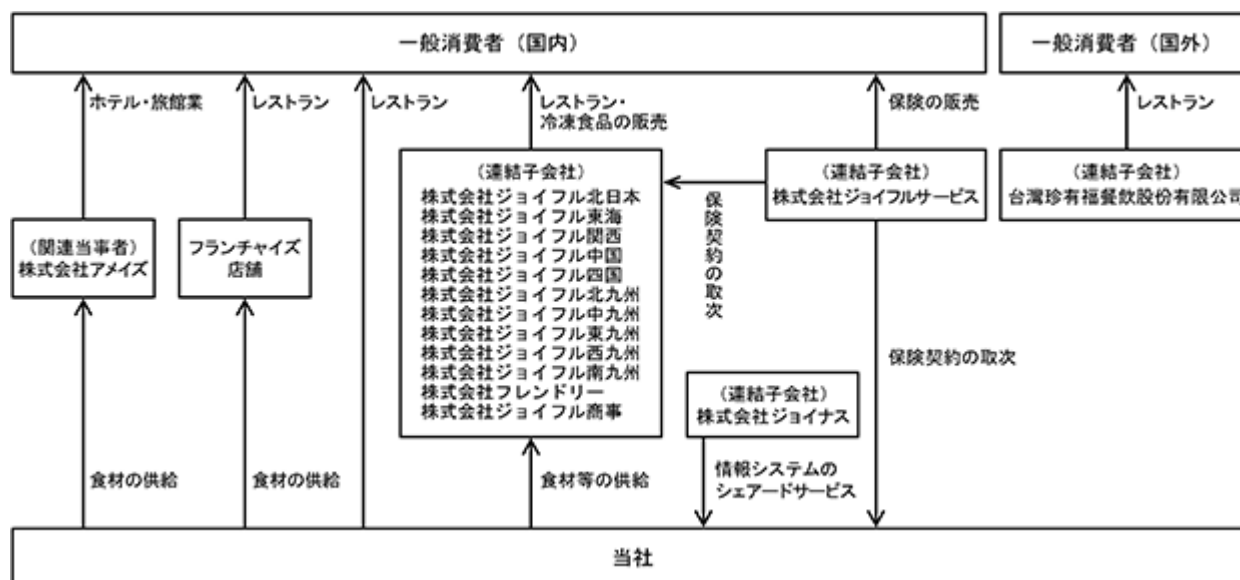 一般消費者（国内）
一般消費者（国外）
ホテル・旅館業
レストラン
レストラン
レストラン・
冷凍食品の販売
保険の販売
レストラン
（関連当事者）
株式会社アメイズ
フランチャイズ
店舗
（連結子会社）
株式会社ジョイフル北日本
株式会社ジョイフル東海
株式会社ジョイフル関西
株式会社ジョイフル中国
株式会社ジョイフル四国
株式会社ジョイフル北九州
株式会社ジョイフル中九州
株式会社ジョイフル東九州
株式会社ジョイフル西九州
株式会社ジョイフル南九州
株式会社フレンドリー
株式会社ジョイフル商事
保険契約の取次
（連結子会社）
株式会社ジョイフルサービス
（連結子会社）
台灣珍有福餐飲股份有限公司
保険契約の取次
（連結子会社）
株式会社ジョイナス
食材の供給
食材の供給
食材等の供給
情報システムの
シェアードサービス
当社